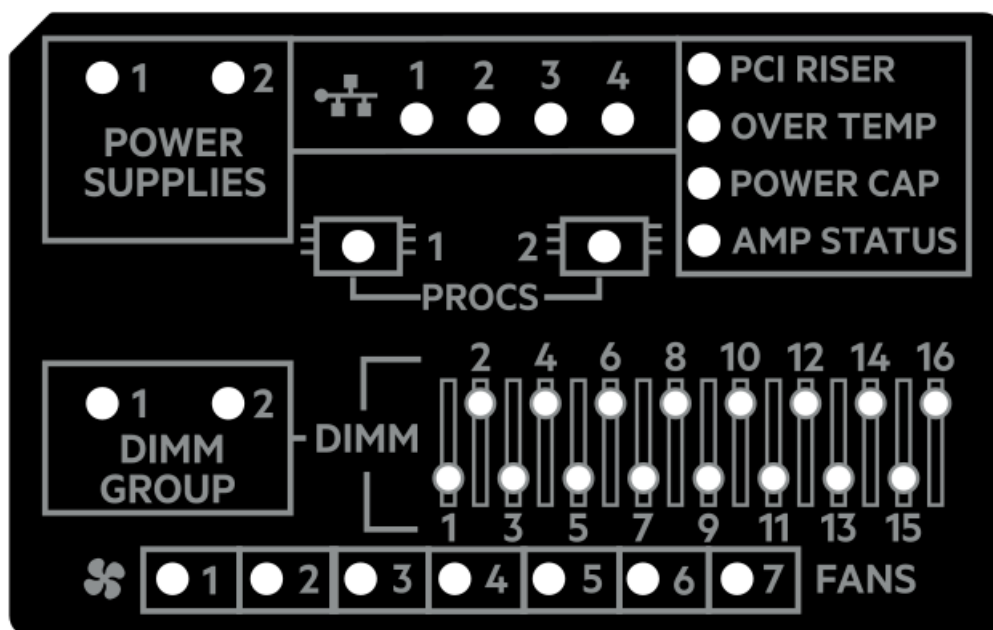 1 2
POWER
SUPPLIES
1 2 3 4
PCI RISER
OVER TEMP
POWER CAP
AMP STATUS
1 2
PROCS
1 2
DIMM
GROUP
DIMM
2 4 6 8 10 12 14 16
1 3 5 7 9 11 13 15
1 2 3 4 5 6 7 FANS